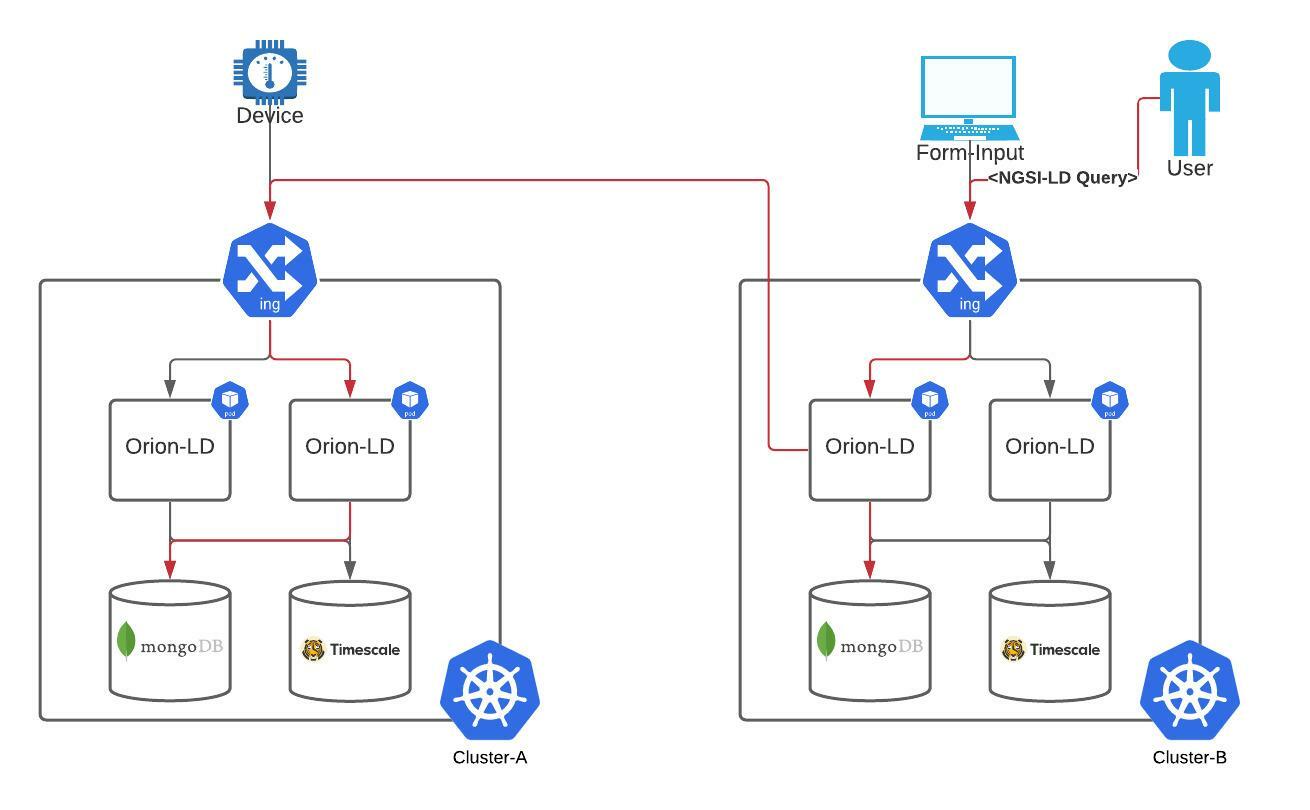 Device
Form-Input
<NGSI-LD Query>
User
ing
ing
pod
pod
pod
pod
Orion-LD
Orion-LD
Orion-LD
Orion-LD
mongoDB
Timescale
mongoDB
Timescale
Cluster-A
Cluster-B